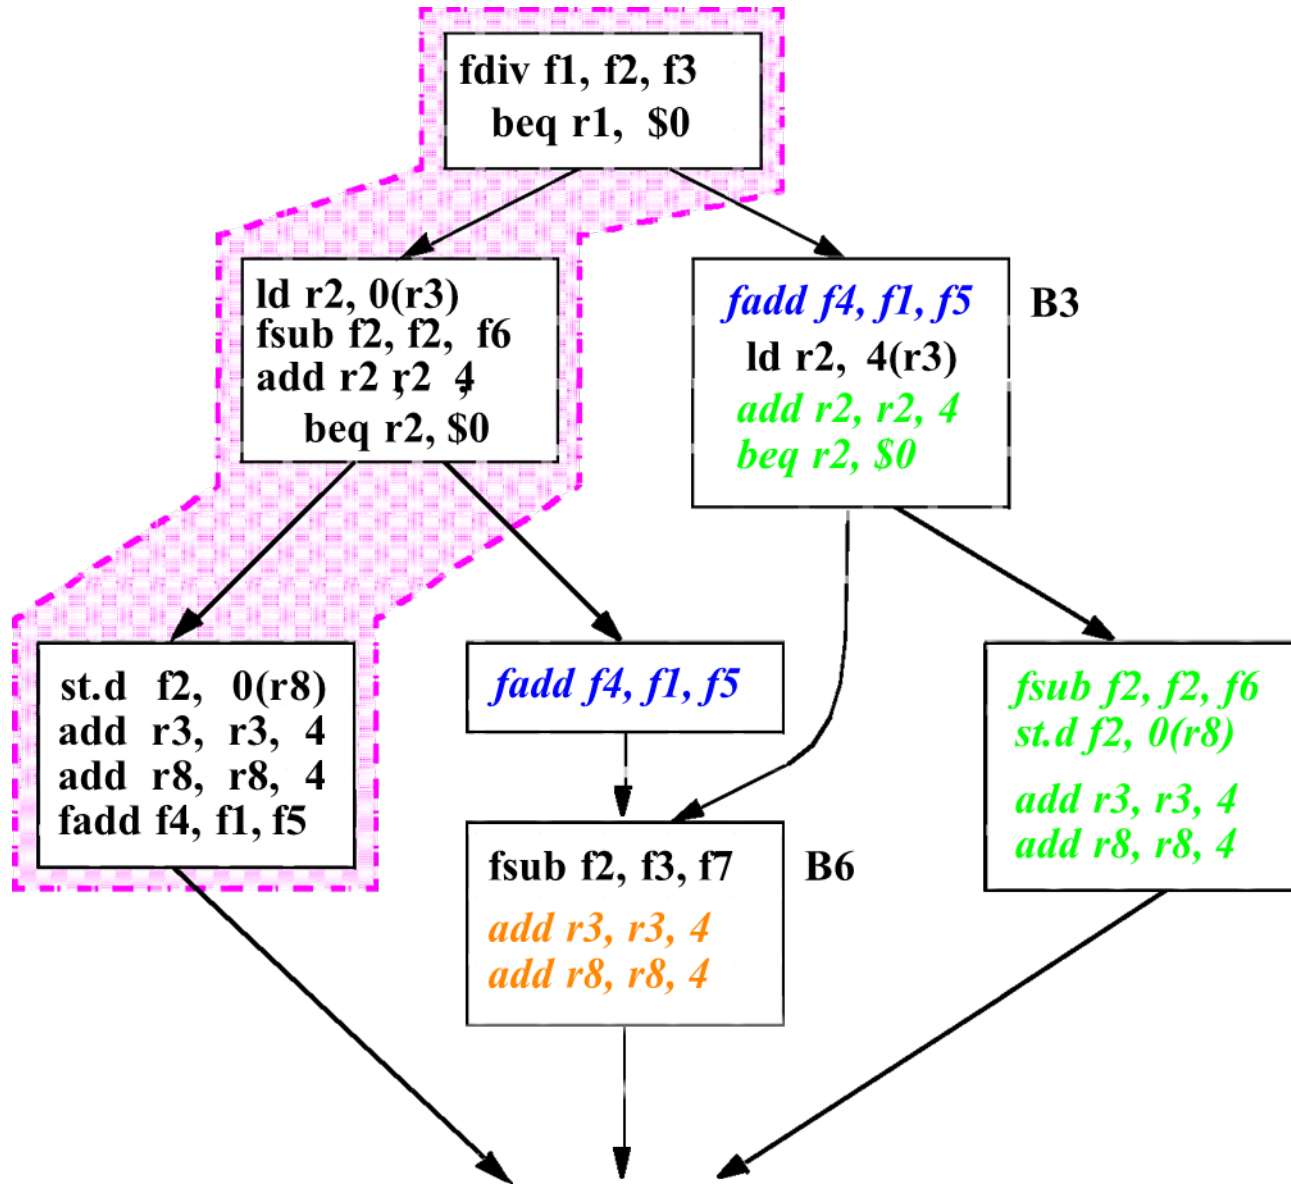 fdiv f1, f2, f3
beq r1, $0
ld r2, 0(r3)
fsub f2, f2, f6
add r2 r2 4,
beq r2, $0
fadd f4, f1, f5
ld r2, 4(r3)
add r2, r2, 4
beq r2, $0
B3
st.d f2, 0(r8)
add r3, r3, 4
add r8, r8, 4
fadd f4, f1, f5
fadd f4, f1, f5
fsub f2, f2, f6
st.d f2, 0(r8)
add r3, r3, 4
add r8, r8, 4
fsub f2, f3, f7
add r3, r3, 4
add r8, r8, 4
B6